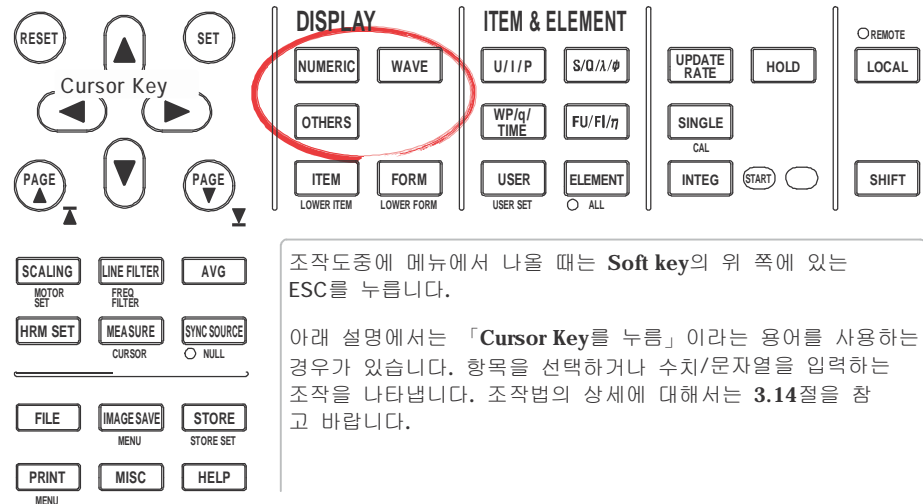 DISPLAY
ITEM & ELEMENT
RESET
SET
REMOTE
NUMERIC
WAVE
U/I/P
S/Q/λ/φ
UPDATE
RATE
HOLD
LOCAL
Cursor Key
OTHERS
WP/q/
TIME
FU/FI/η
SINGLE
CAL
PAGE
PAGE
ITEM
FORM
USER
ELEMENT
INTEG
START
SHIFT
LOWER ITEM
LOWER FORM
USER SET
ALL
SCALING
LINE FILTER
AVG
MOTOR
SET
FREQ
FILTER
HRM SET
MEASURE
SYNC SOURCE
CURSOR
NULL
FILE
IMAGE SAVE
STORE
MENU
STORE SET
PRINT
MISC
HELP
MENU
조작도중에 메뉴에서 나올 때는 Soft key의 위 쪽에 있는
ESC를 누릅니다.
아래 설명에서는 「Cursor Key를 누름」이라는 용어를 사용하는
경우가 있습니다. 항목을 선택하거나 수치/문자열을 입력하는
조작을 나타냅니다. 조작법의 상세에 대해서는 3.14절을 참
고 바랍니다.